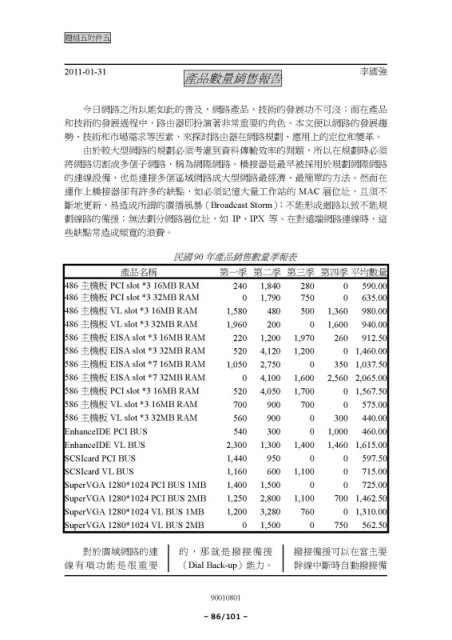 題組五附件五
2011-01-31 李國強
產品數量銷售報告
今日網路之所以能如此的普及，網路產品、技術的發展功不可沒；而在產品
和技術的發展過程中，路由器即扮演著非常重要的角色。本文便以網路的發展趨
勢、技術和市場需求等因素，來探討路由器在網路規劃、應用上的定位和變革。
由於較大型網路的規劃必須考慮到資料傳輸效率的問題，所以在規劃時必須
將網路切割成多個子網路，稱為網際網路。橋接器是最早被採用於規劃網際網路
的連線設備，也是連接多個區域網路成大型網路最經濟、最簡單的方法。然而在
運作上橋接器卻有許多的缺點，如必須記憶大量工作站的 MAC 層位址，且須不
斷地更新，易造成所謂的廣播風暴（Broadcast Storm）；不能形成迴路以致不能規
劃線路的備援；無法劃分網路層位址，如 IP、IPX 等。在對遠端網路連線時，這
些缺點常造成頻寬的浪費。
民國 90 年產品銷售數量季報表
產品名稱 第一季 第二季 第三季 第四季 平均數量
486 主機板 PCI slot *3 16MB RAM 240 1,840 280 0 590.00
486 主機板 PCI slot *3 32MB RAM 0 1,790 750 0 635.00
486 主機板 VL slot *3 16MB RAM 1,580 480 500 1,360 980.00
486 主機板 VL slot *3 32MB RAM 1,960 200 0 1,600 940.00
586 主機板 EISA slot *3 16MB RAM 220 1,200 1,970 260 912.50
586 主機板 EISA slot *3 32MB RAM 520 4,120 1,200 0 1,460.00
586 主機板 EISA slot *7 16MB RAM 1,050 2,750 0 350 1,037.50
586 主機板 EISA slot *7 32MB RAM 0 4,100 1,600 2,560 2,065.00
586 主機板 PCI slot *3 16MB RAM 520 4,050 1,700 0 1,567.50
586 主機板 VL slot *3 16MB RAM 700 900 700 0 575.00
586 主機板 VL slot *3 32MB RAM 560 900 0 300 440.00
EnhanceIDE PCI BUS 540 300 0 1,000 460.00
EnhanceIDE VL BUS 2,300 1,300 1,400 1,460 1,615.00
SCSIcard PCI BUS 1,440 950 0 0 597.50
SCSIcard VL BUS 1,160 600 1,100 0 715.00
SuperVGA 1280*1024 PCI BUS 1MB 1,400 1,500 0 0 725.00
SuperVGA 1280*1024 PCI BUS 2MB 1,250 2,800 1,100 700 1,462.50
SuperVGA 1280*1024 VL BUS 1MB 1,200 3,280 760 0 1,310.00
SuperVGA 1280*1024 VL BUS 2MB 0 1,500 0 750 562.50
對於廣域網路的連
線有項功能是很重要
的，那就是撥接備援
（Dial Back-up）能力。
撥接備援可以在當主要
幹線中斷時自動撥接備
90010801
~ 86/101 ~